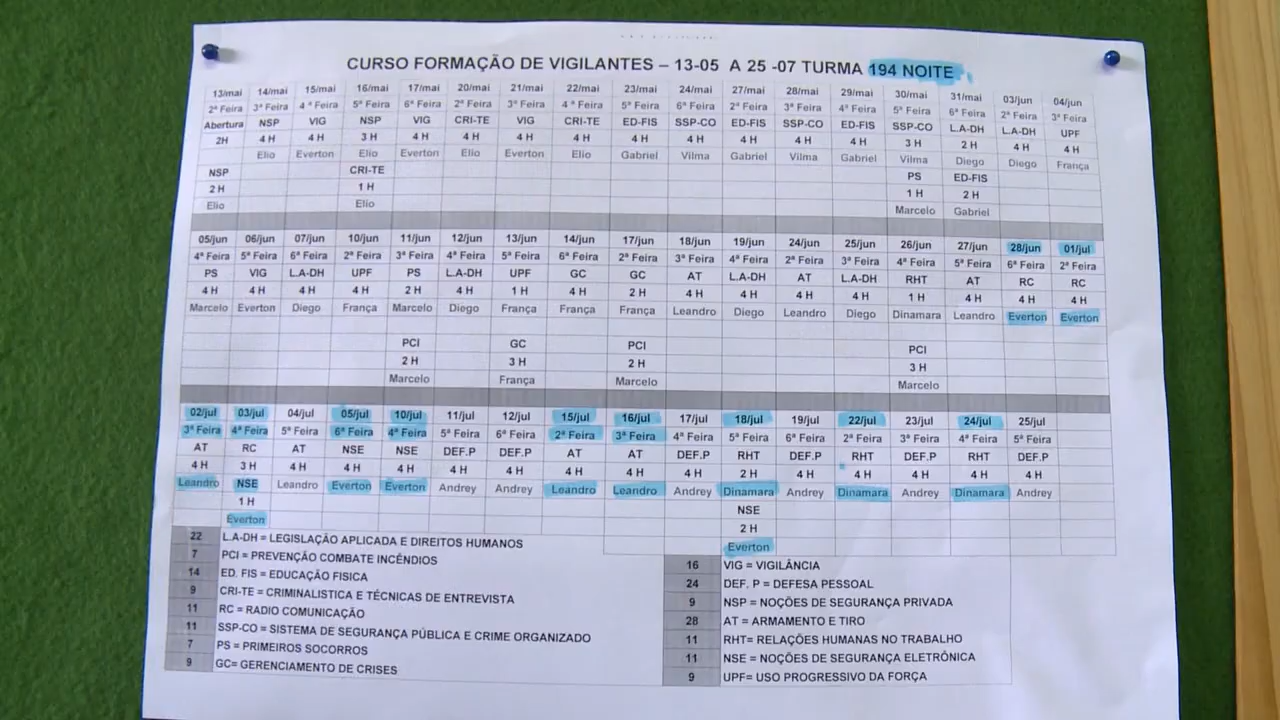 CURSO FORMAÇÃO DE VIGILANTES – 13-05 A 25 -07 TURMA 194 NOITE
13/mai 14/mai 15/mai 16/mai 17/mai 20/mai 21/mai 22/mai 23/mai 24/mai 27/mai 28/mai 29/mai 30/mai 31/mai 03/jun 04/jun
2ª Feira 3ª Feira 4 ª Feira 5ª Feira 6ª Feira 2ª Feira 3ª Feira 4 ª Feira 5ª Feira 6ª Feira 2ª Feira 3ª Feira 4ª Feira 5ª Feira 6ª Feira 2ª Feira 3ª Feira
Abertura NSP VIG NSP VIG CRI-TE VIG CRI-TE ED-FIS SSP-CO ED-FIS SSP-CO ED-FIS SSP-CO L.A-DH L.A-DH UPF
2H 4 H 4 H 3 H 4 H 4 H 4 H 4 H 4 H 4 H 4 H 4 H 4 H 3 H 2 H 4 H 4 H
Elio Everton Elio Everton Elio Everton Elio Gabriel Vilma Gabriel Vilma Gabriel Vilma Diego Diego França
NSP CRI-TE PS ED-FIS
2 H 1 H 1 H 2 H
Elio Elio Marcelo Gabriel
05/jun 06/jun 07/jun 10/jun 11/jun 12/jun 13/jun 14/jun 17/jun 18/jun 19/jun 24/jun 25/jun 26/jun 27/jun 28/jun 01/jul
4ª Feira 5ª Feira 6ª Feira 2ª Feira 3ª Feira 4ª Feira 5ª Feira 6ª Feira 2ª Feira 3ª Feira 4ª Feira 2ª Feira 3ª Feira 4ª Feira 5ª Feira 6ª Feira 2ª Feira
PS VIG L.A-DH UPF PS L.A-DH UPF GC GC AT L.A-DH AT L.A-DH RHT AT RC RC
4 H 4 H 4 H 4 H 2 H 4 H 1 H 4 H 2 H 4 H 4 H 4 H 4 H 1 H 4 H 4 H 4 H
Marcelo Everton Diego França Marcelo Diego França França França Leandro Diego Leandro Diego Dinamara Leandro Everton Everton
PCI GC PCI PCI
2 H 3 H 2 H 3 H
Marcelo França Marcelo Marcelo
02/jul 03/jul 04/jul 05/jul 10/jul 11/jul 12/jul 15/jul 16/jul 17/jul 18/jul 19/jul 22/jul 23/jul 24/jul 25/jul
3ª Feira 4ª Feira 5ª Feira 6ª Feira 4ª Feira 5ª Feira 6ª Feira 2ª Feira 3ª Feira 4ª Feira 5ª Feira 6ª Feira 2ª Feira 3ª Feira 4ª Feira 5ª Feira
AT RC AT NSE NSE DEF.P DEF.P AT AT DEF.P RHT DEF.P RHT DEF.P RHT DEF.P
4 H 3 H 4 H 4 H 4 H 4 H 4 H 4 H 4 H 4 H 2 H 4 H 4 H 4 H 4 H 4 H
Leandro NSE Leandro Everton Everton Andrey Andrey Leandro Leandro Andrey Dinamara Andrey Dinamara Andrey Dinamara Andrey
1 H NSE
Everton 2 H
Everton
22 L.A-DH = LEGISLAÇÃO APLICADA E DIREITOS HUMANOS
7 PCI = PREVENÇÃO COMBATE INCÊNDIOS
14 ED. FIS = EDUCAÇÃO FISICA
9 CRI-TE = CRIMINALISTICA E TÉCNICAS DE ENTREVISTA
11 RC = RADIO COMUNICAÇÃO
11 SSP-CO = SISTEMA DE SEGURANÇA PÚBLICA E CRIME ORGANIZADO
7 PS = PRIMEIROS SOCORROS
9 GC= GERENCIAMENTO DE CRISES
16 VIG = VIGILÂNCIA
24 DEF. P = DEFESA PESSOAL
9 NSP = NOÇÕES DE SEGURANÇA PRIVADA
28 AT = ARMAMENTO E TIRO
11 RHT= RELAÇÕES HUMANAS NO TRABALHO
11 NSE = NOÇÕES DE SEGURANÇA ELETRÔNICA
9 UPF= USO PROGRESSIVO DA FORÇA